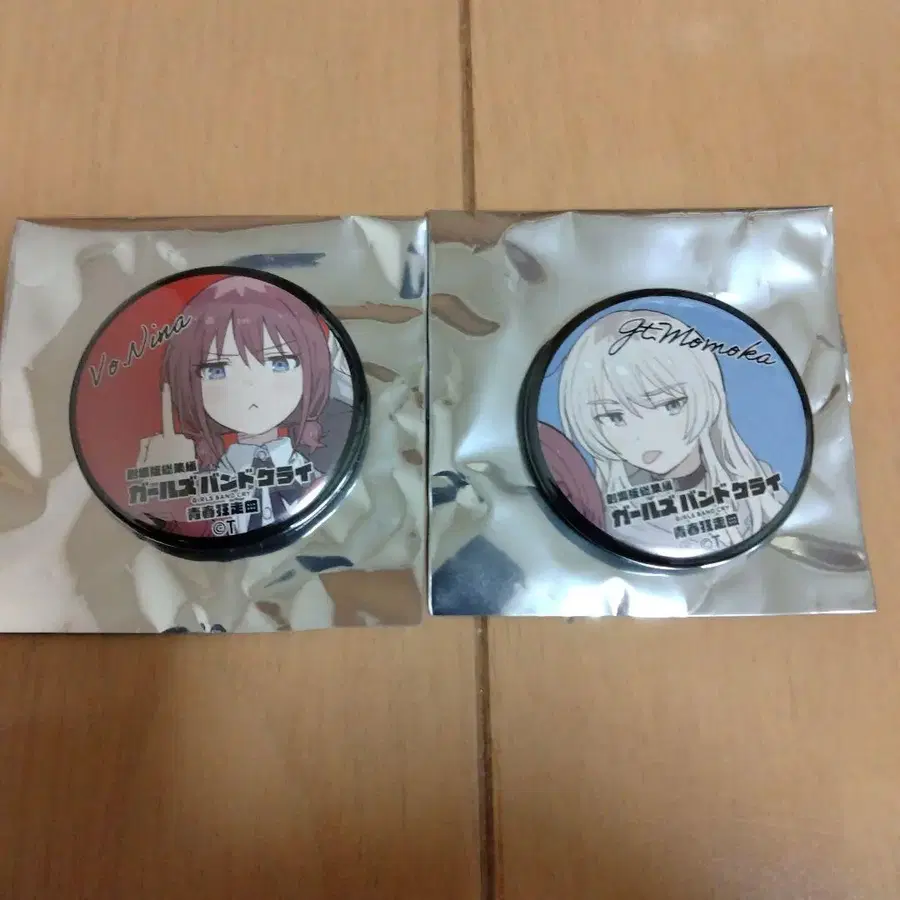 Vo.Nina
劇場版総集編
ガールズバンドクライ
GIRLS BAND CRY
青春狂走曲
©T
gt.Momoka
劇場版総集編
ガールズバンドクライ
GIRLS BAND CRY
青春狂走曲
©T